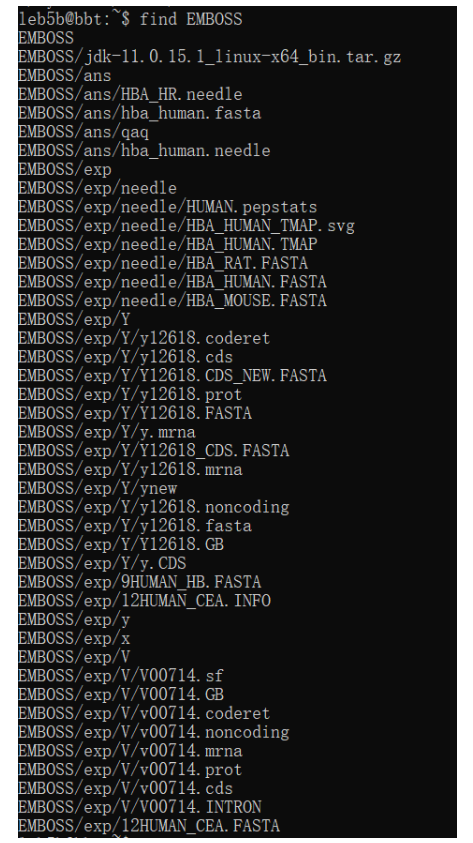 leb5b@bbt:~$ find EMBOSS
EMBOSS
EMBOSS/jdk-11.0.15.1_linux-x64_bin.tar.gz
EMBOSS/ans
EMBOSS/ans/HBA_HR.needle
EMBOSS/ans/hba_human.fasta
EMBOSS/ans/qaq
EMBOSS/ans/hba_human.needle
EMBOSS/exp
EMBOSS/exp/needle
EMBOSS/exp/needle/HUMAN.pepstats
EMBOSS/exp/needle/HBA_HUMAN_TMAP.svg
EMBOSS/exp/needle/HBA_HUMAN.TMAP
EMBOSS/exp/needle/HBA_RAT.FASTA
EMBOSS/exp/needle/HBA_HUMAN.FASTA
EMBOSS/exp/needle/HBA_MOUSE.FASTA
EMBOSS/exp/Y
EMBOSS/exp/Y/y12618.coderet
EMBOSS/exp/Y/y12618.cds
EMBOSS/exp/Y/Y12618.CDS_NEW.FASTA
EMBOSS/exp/Y/y12618.prot
EMBOSS/exp/Y/Y12618.FASTA
EMBOSS/exp/Y/y.mrna
EMBOSS/exp/Y/Y12618_CDS.FASTA
EMBOSS/exp/Y/y12618.mrna
EMBOSS/exp/Y/ynew
EMBOSS/exp/Y/y12618.noncoding
EMBOSS/exp/Y/y12618.fasta
EMBOSS/exp/Y/Y12618.GB
EMBOSS/exp/Y/y.CDS
EMBOSS/exp/9HUMAN_HB.FASTA
EMBOSS/exp/12HUMAN_CEA.INFO
EMBOSS/exp/y
EMBOSS/exp/x
EMBOSS/exp/V
EMBOSS/exp/V/V00714.sf
EMBOSS/exp/V/V00714.GB
EMBOSS/exp/V/v00714.coderet
EMBOSS/exp/V/v00714.noncoding
EMBOSS/exp/V/v00714.mrna
EMBOSS/exp/V/v00714.prot
EMBOSS/exp/V/v00714.cds
EMBOSS/exp/V/V00714.INTRON
EMBOSS/exp/12HUMAN_CEA.FASTA